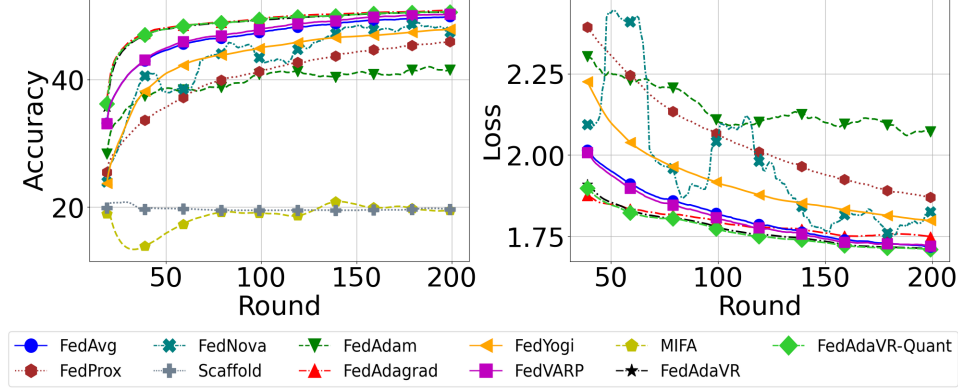 Accuracy
40
20
50
100
150
200
Round
Loss
2.25
2.00
1.75
50
100
150
200
Round
FedAvg FedNova FedAdam FedYogi MIFA FedAdaVR-Quant
FedProx Scaffold FedAdagrad FedVARP FedAdaVR